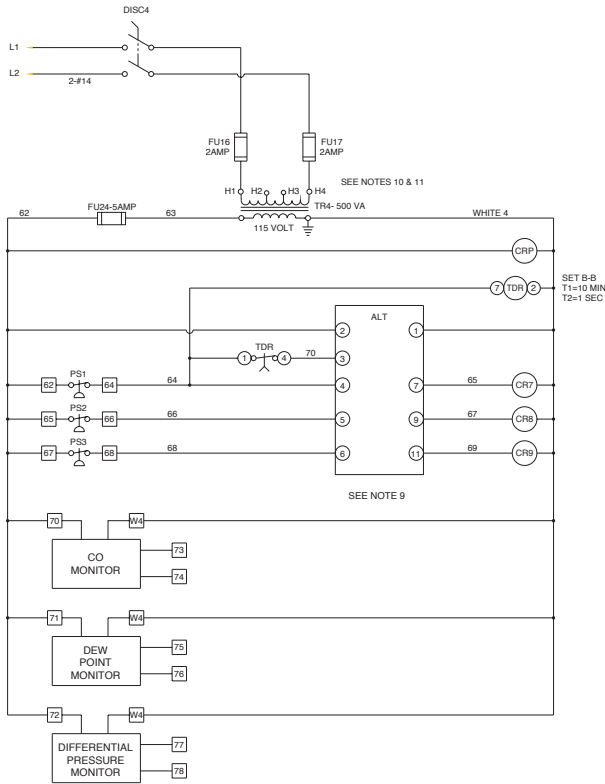 DISC4
L1
L2
2-#14
FU16
2AMP
FU17
2AMP
H1 H2 H3 H4
SEE NOTES 10 & 11
TR4- 500 VA
62
FU24-5AMP
63
115 VOLT
WHITE 4
CRP
7 TDR 2
SET B-B
T1=10 MIN
T2=1 SEC
ALT
2
1
TDR
1 4
70
3
62
PS1
64
64
4
7
65
CR7
65
PS2
66
66
5
9
67
CR8
67
PS3
68
68
6
11
69
CR9
SEE NOTE 9
70
W4
CO
MONITOR
73
74
71
W4
DEW
POINT
MONITOR
75
76
72
W4
DIFFERENTIAL
PRESSURE
MONITOR
77
78